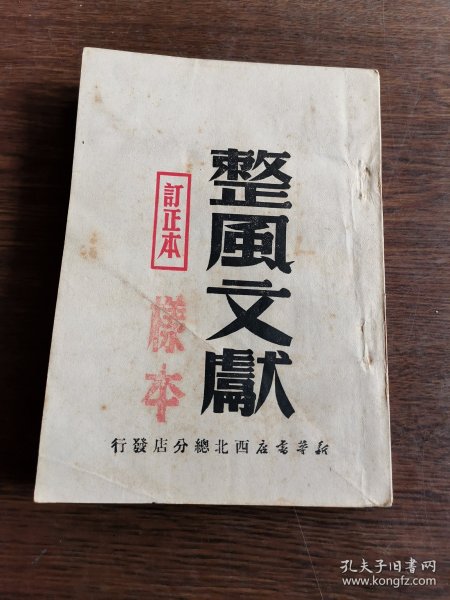 整風文獻
訂正本
樣本
新華書店西北總分店發行
孔夫子旧书网
www.kongfz.com